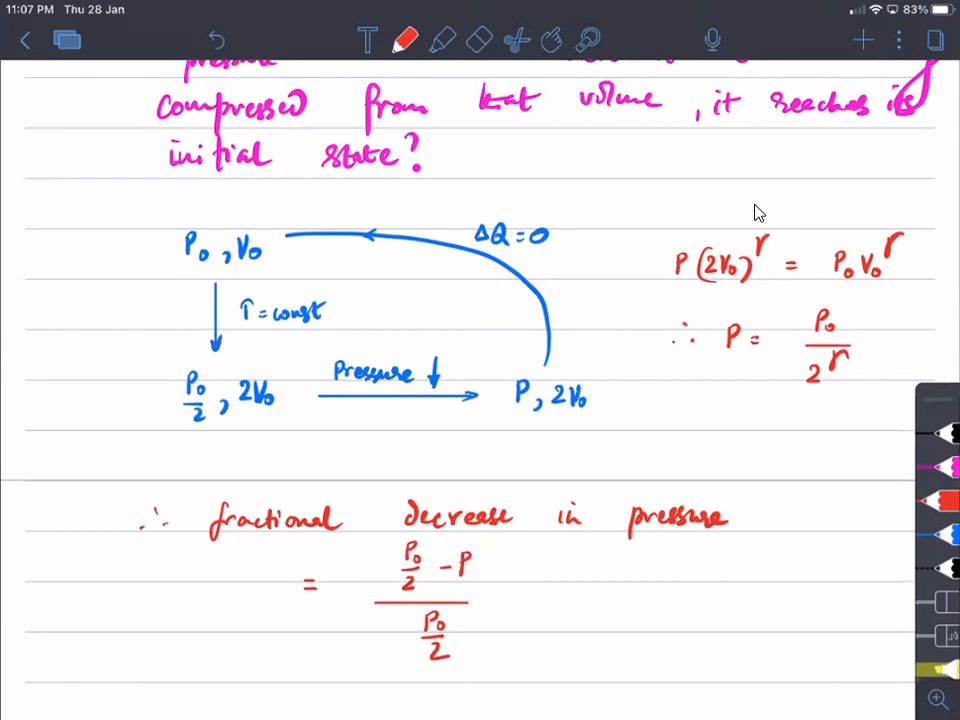 11:07 PM Thu 28 Jan 83%
T
pressure
compressed from that volume, it reaches its
initial state?
P₀, V₀
ΔQ = 0
P(2V₀)^γ = P₀V₀^γ
T = const
∴ P = P₀/2^γ
P₀/2, 2V₀
Pressure ↓
P, 2V₀
∴ fractional decrease in pressure
= (P₀/2 - P)/(P₀/2)